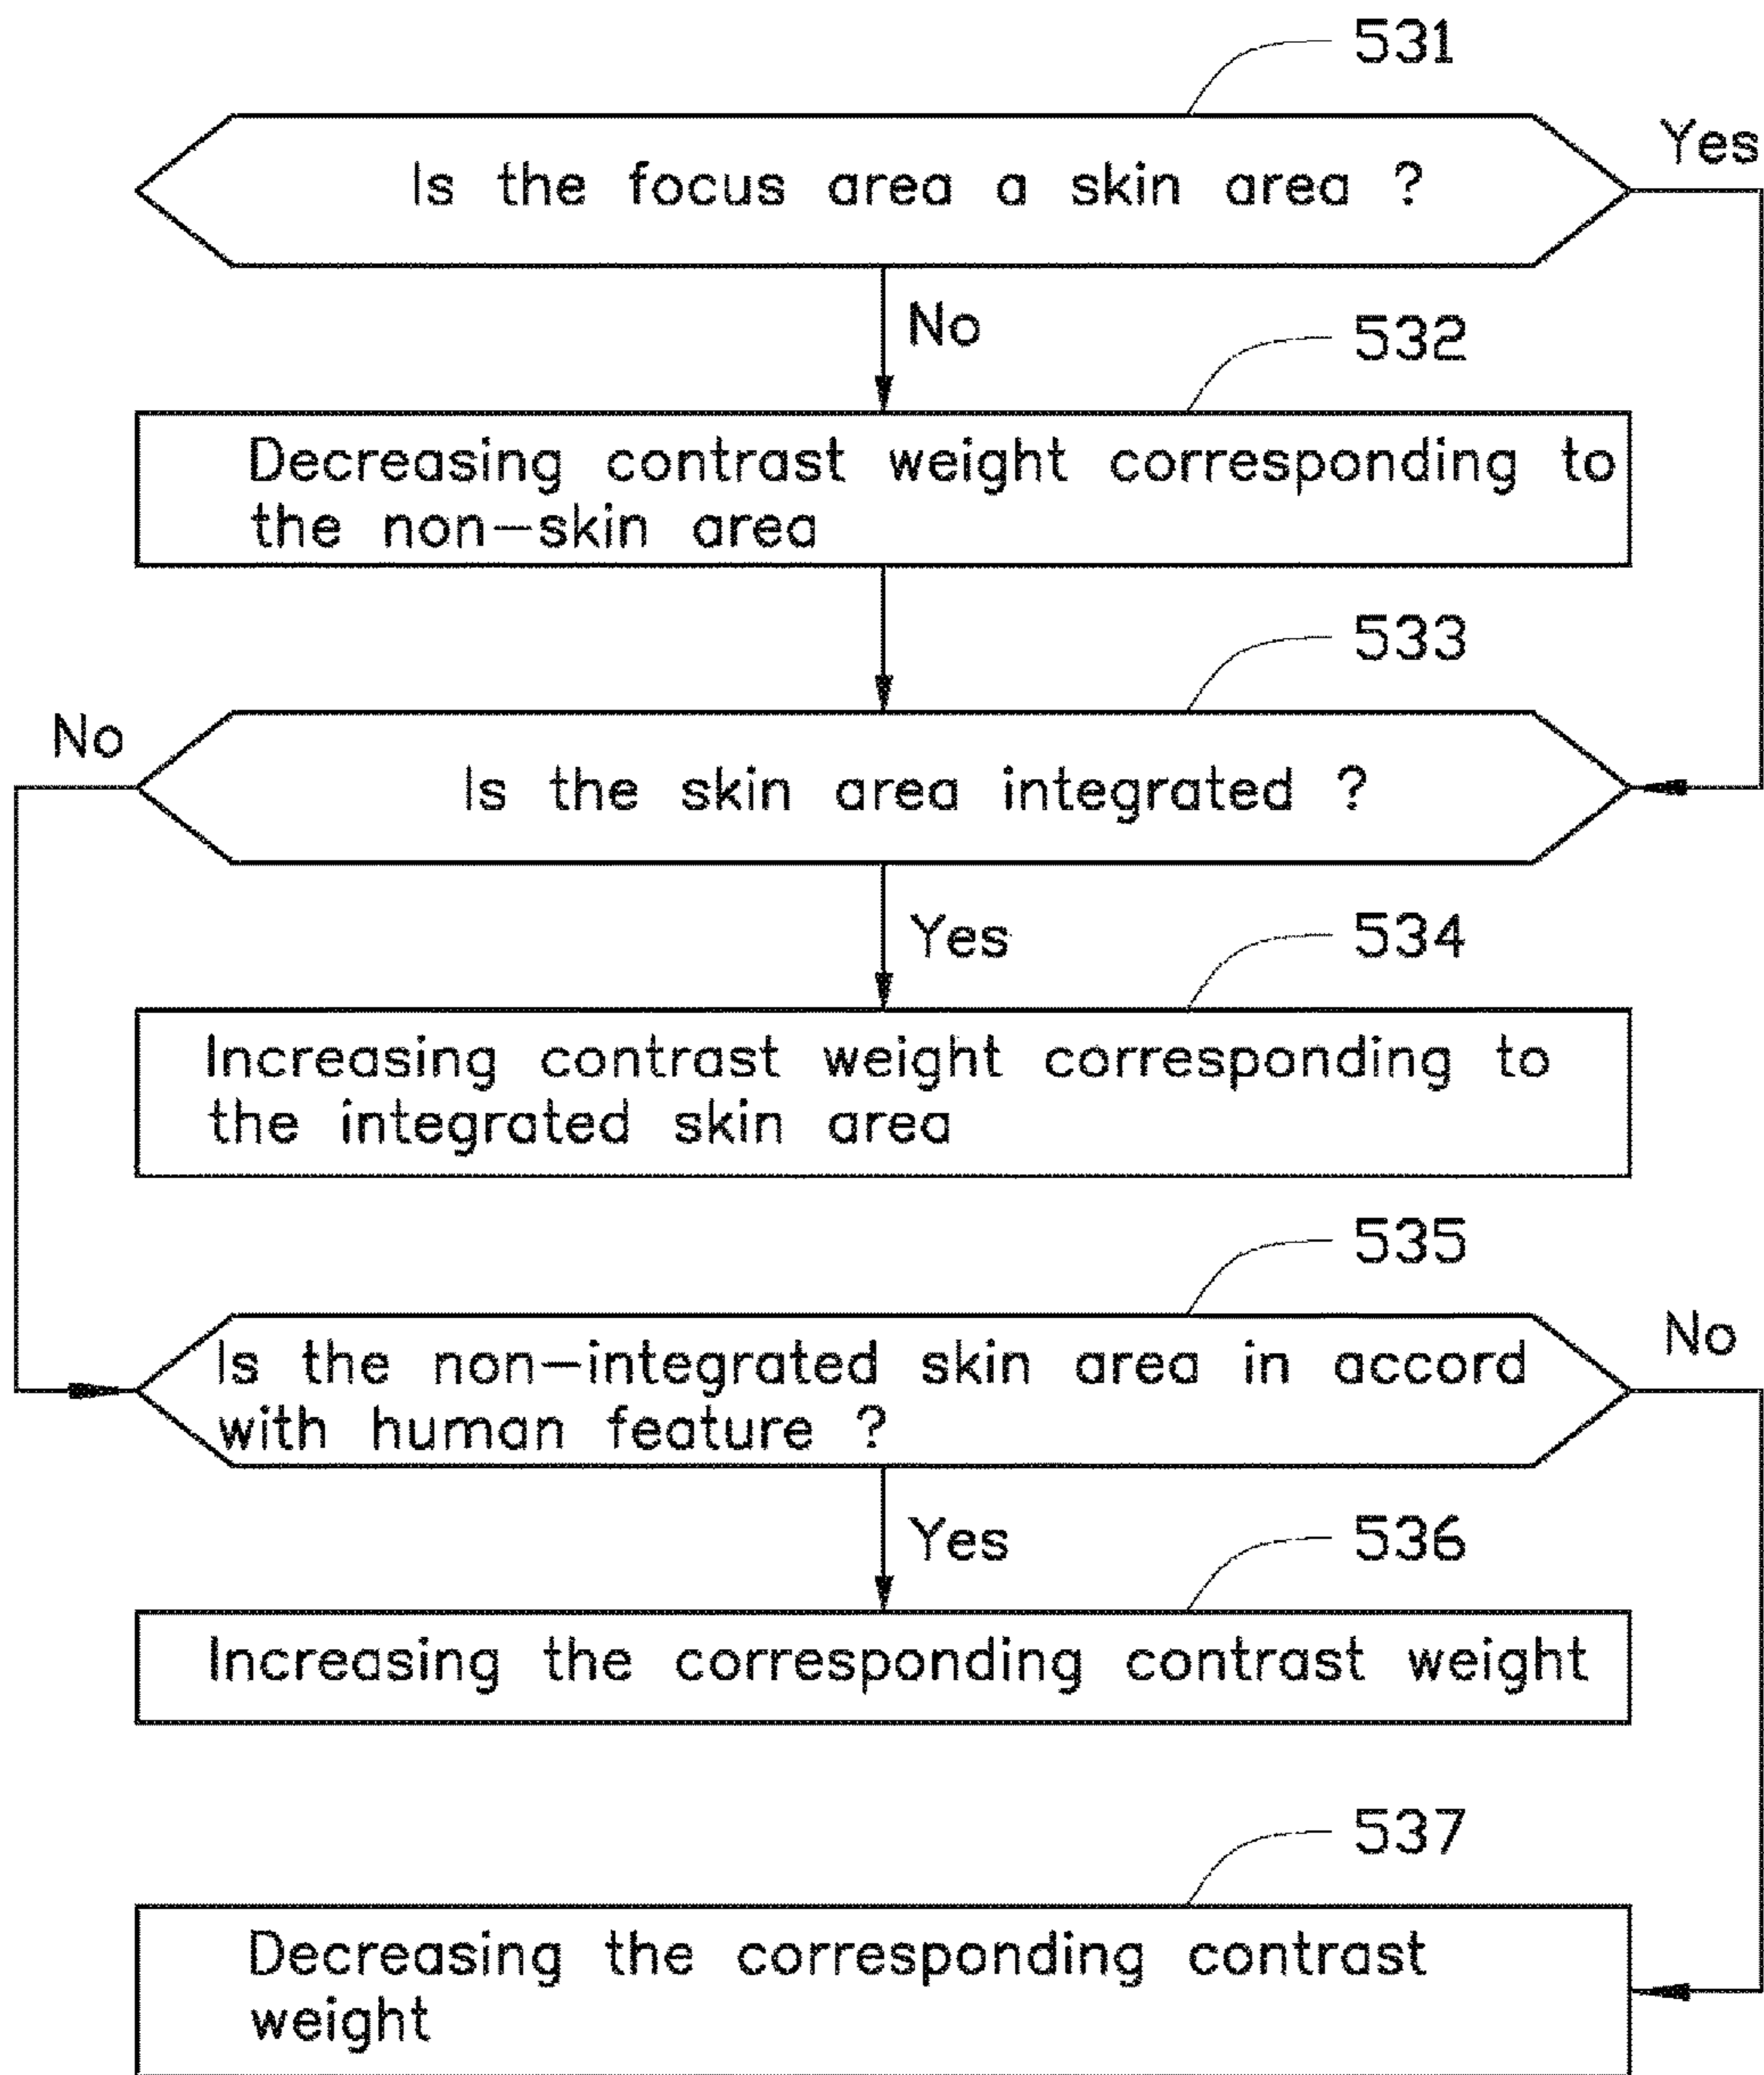 531
Is the focus area a skin area ?
Yes
No
532
Decreasing contrast weight corresponding to
the non-skin area
533
No
Is the skin area integrated ?
Yes
534
Increasing contrast weight corresponding to
the integrated skin area
535
Is the non-integrated skin area in accord
with human feature ?
No
Yes
536
Increasing the corresponding contrast weight
537
Decreasing the corresponding contrast
weight